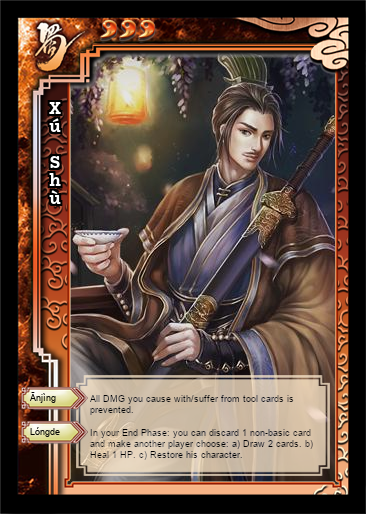 蜀
Xú Shù
Ānjìng
All DMG you cause with/suffer from tool cards is
prevented.
Lóngde
In your End Phase: you can discard 1 non-basic card
and make another player choose: a) Draw 2 cards. b)
Heal 1 HP. c) Restore his character.